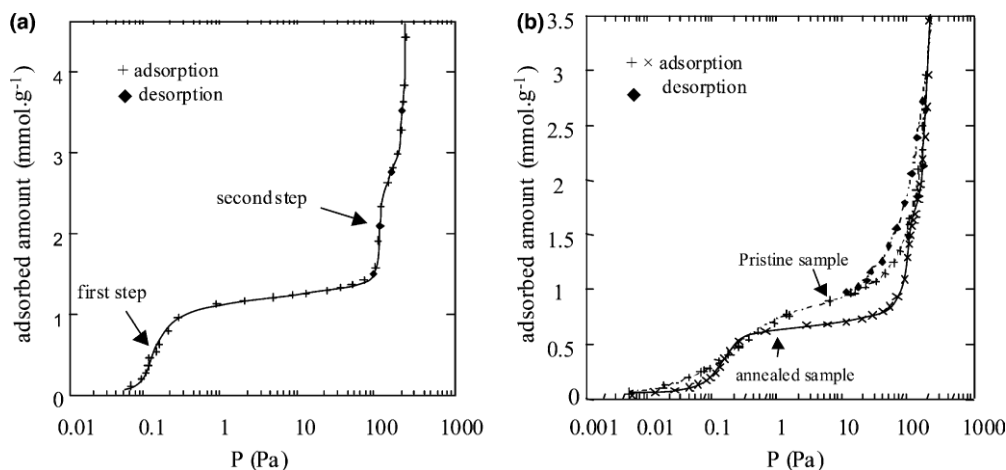 (a)
adsorbed amount (mmol·g⁻¹)
4
3
2
1
0
+ adsorption
◆ desorption
second step
first step
0.01 0.1 1 10 100 1000
P (Pa)
(b)
adsorbed amount (mmol·g⁻¹)
3.5
3
2.5
2
1.5
1
0.5
0
+ × adsorption
◆ desorption
Pristine sample
annealed sample
0.001 0.01 0.1 1 10 100 1000
P (Pa)